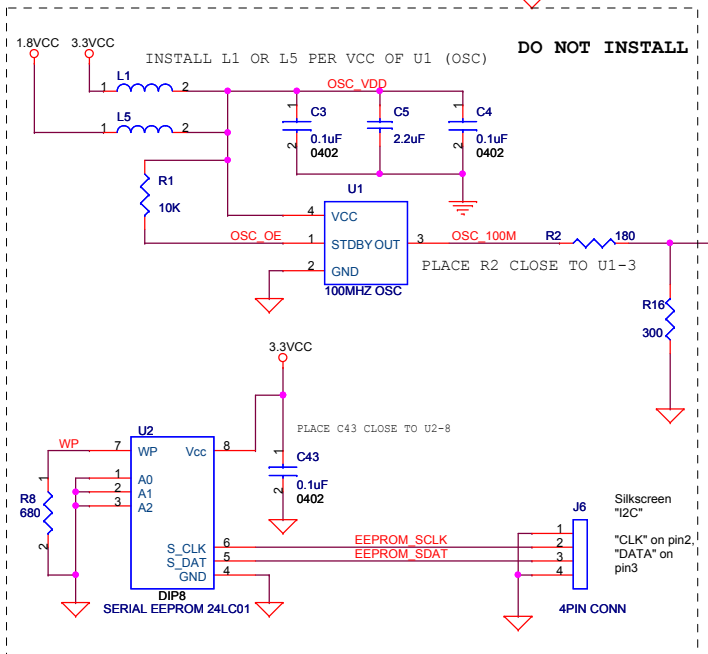 1.8VCC 3.3VCC
INSTALL L1 OR L5 PER VCC OF U1 (OSC)
DO NOT INSTALL
L1
1 2
OSC_VDD
L5
1 2
1 C3 2 0.1uF 0402
C5 2.2uF
1 C4 2 0.1uF 0402
R1
10K
U1
4 VCC
OSC_OE 1 STDBY OUT 3 OSC_100M R2 180
2 GND
PLACE R2 CLOSE TO U1-3
100MHZ OSC
R16
300
3.3VCC
PLACE C43 CLOSE TO U2-8
U2
WP 7 WP Vcc 8
1 C43
2 0.1uF
0402
1 A0
2 A1
3 A2
1
R8
680
2
S_CLK 6 EEPROM_SCLK
S_DAT 5 EEPROM_SDAT
GND 4
DIP8
SERIAL EEPROM 24LC01
J6
1
2
3
4
4PIN CONN
Silkscreen
"I2C"
"CLK" on pin2,
"DATA" on
pin3